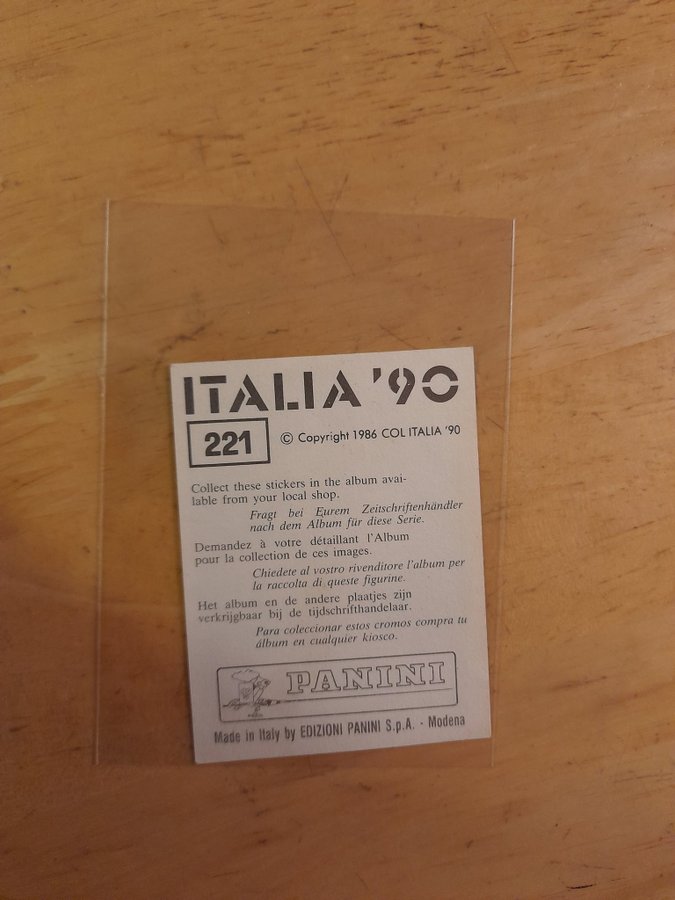 ITALIA '90
221
© Copyright 1986 COL ITALIA '90
Collect these stickers in the album avai-
lable from your local shop.
Fragt bei Eurem Zeitschriftenhändler
nach dem Album für diese Serie.
Demandez à votre détaillant l'Album
pour la collection de ces images.
Chiedete al vostro rivenditore l'album per
la raccolta di queste figurine.
Het album en de andere plaatjes zijn
verkrijgbaar bij de tijdschrifthandelaar.
Para coleccionar estos cromos compra tu
álbum en cualquier kiosco.
PANINI
Made in Italy by EDIZIONI PANINI S.p.A. - Modena